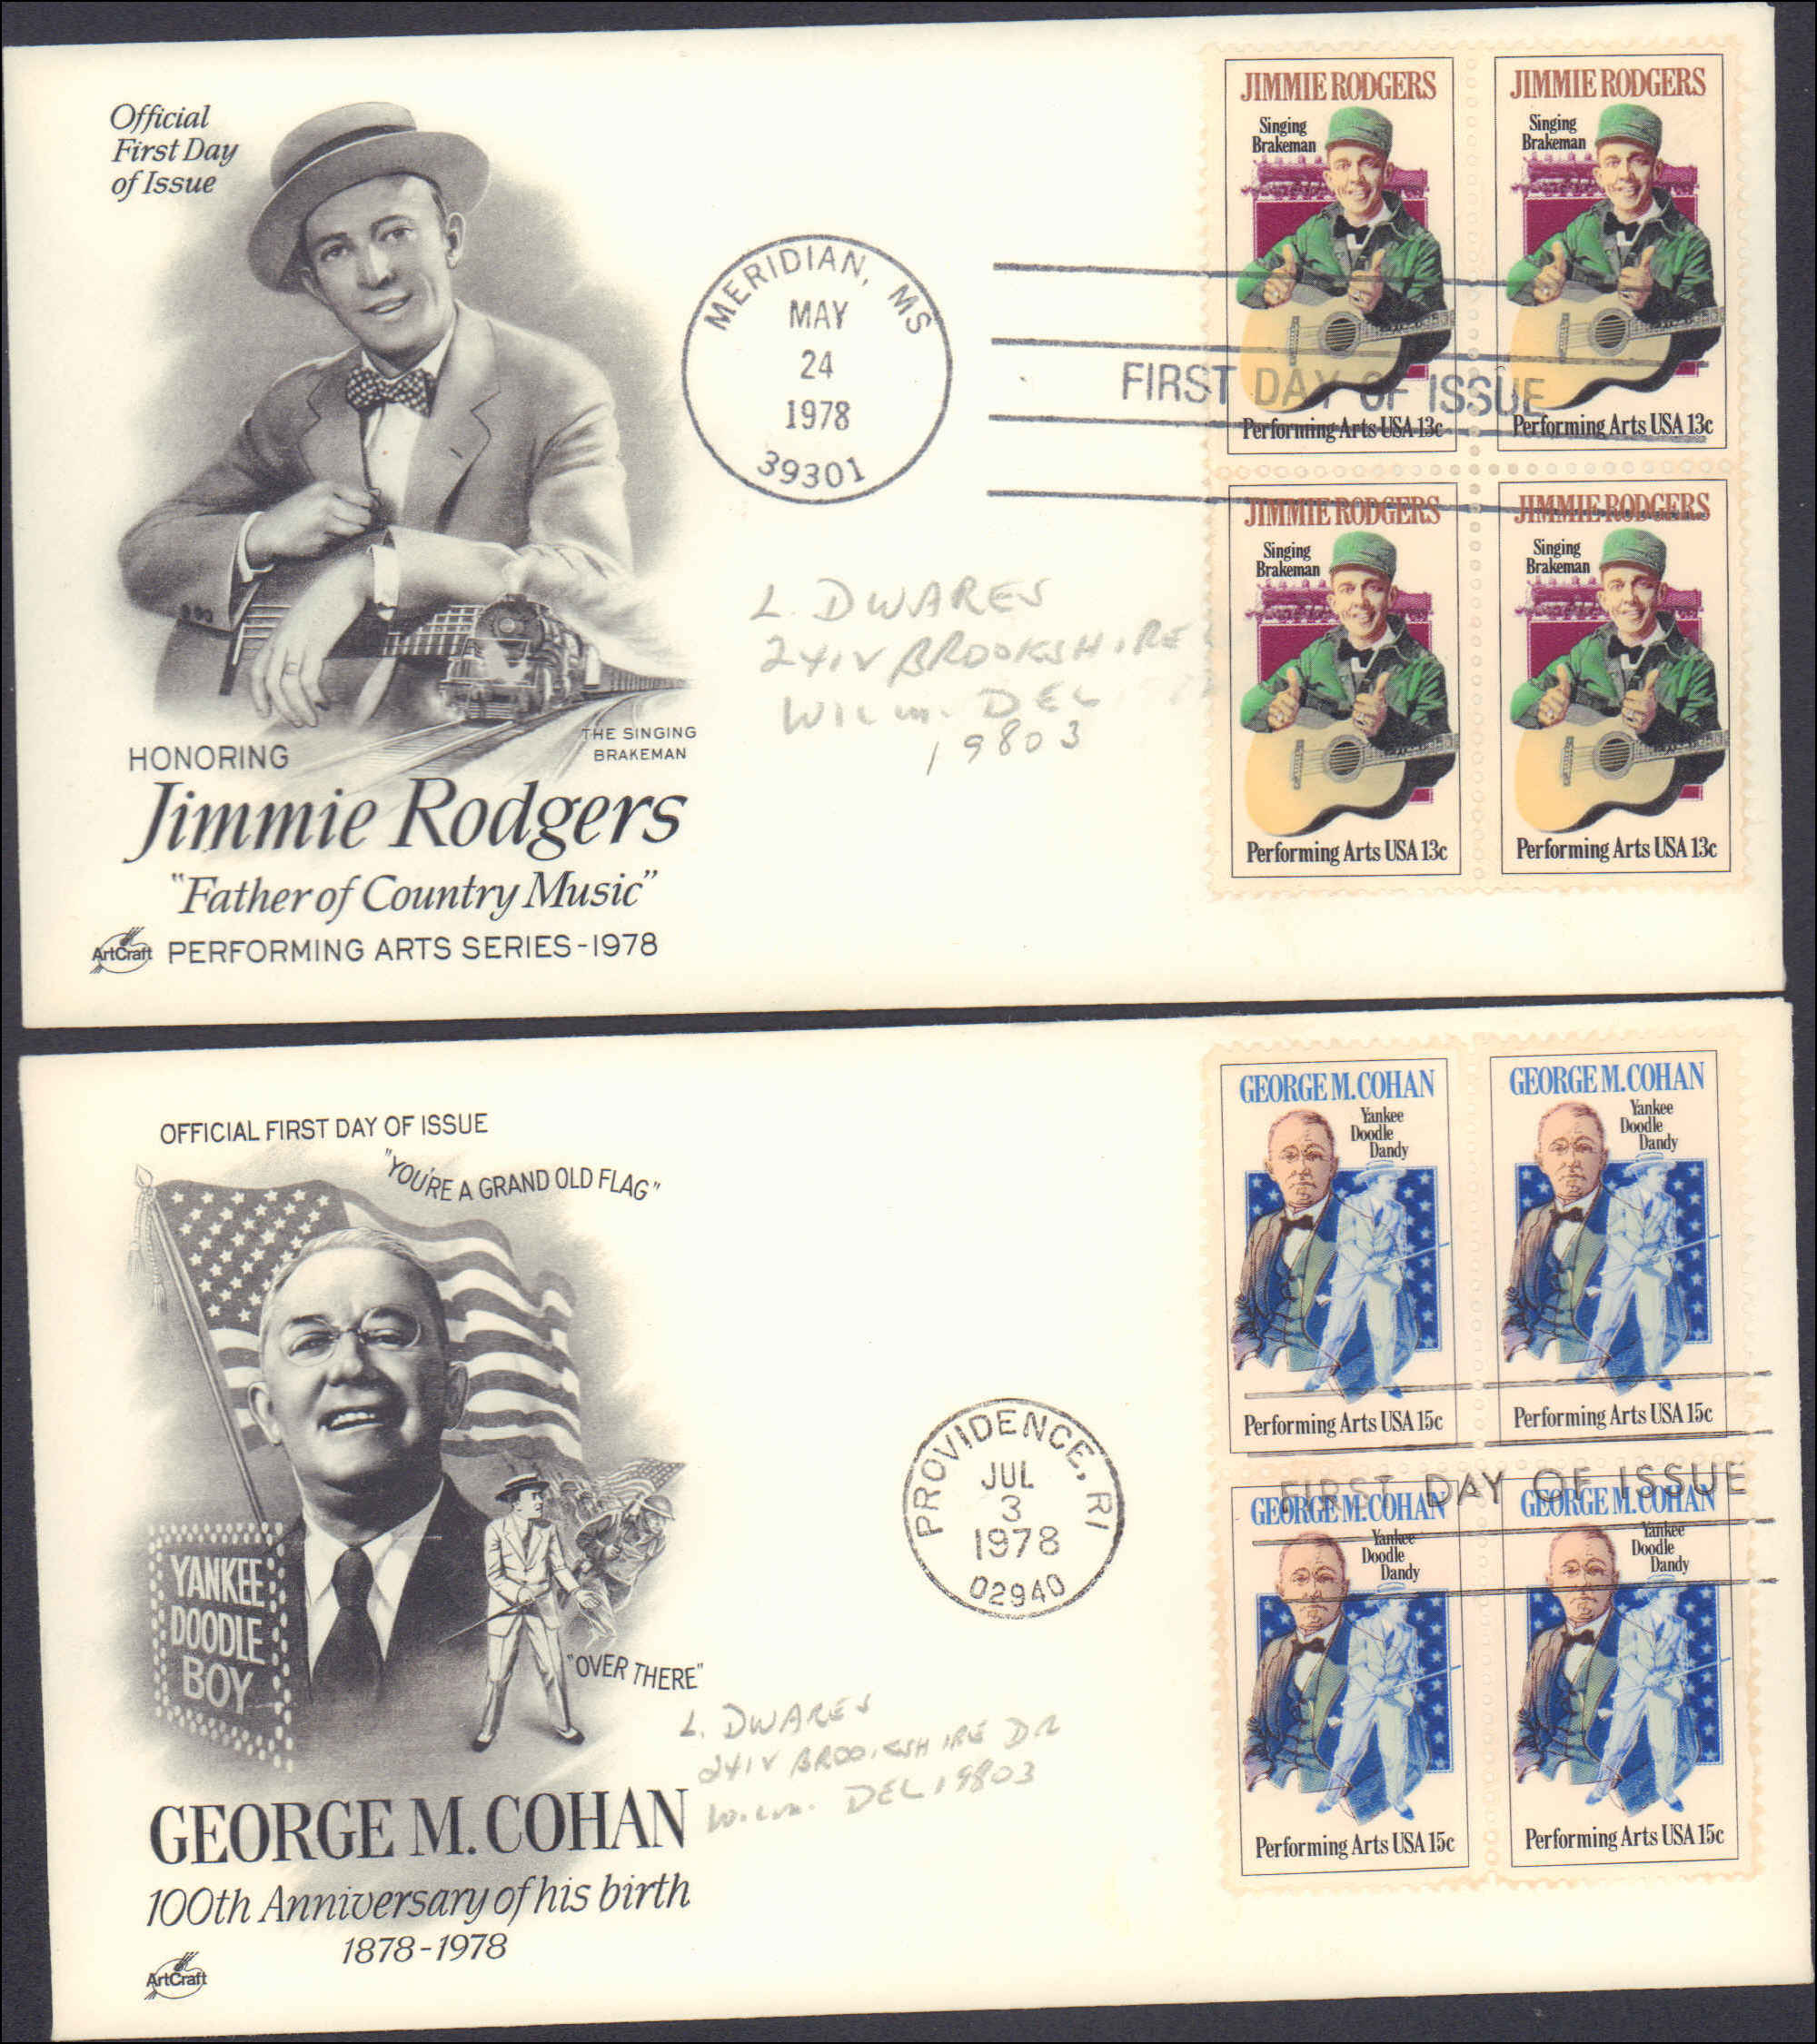 Official
First Day
of Issue
MERIDIAN, MS
MAY
24
1978
39301
FIRST DAY OF ISSUE
JIMMIE RODGERS
Singing
Brakeman
Performing Arts USA 13c
JIMMIE RODGERS
Singing
Brakeman
Performing Arts USA 13c
JIMMIE RODGERS
Singing
Brakeman
Performing Arts USA 13c
JIMMIE RODGERS
Singing
Brakeman
Performing Arts USA 13c
L. DWARES
BROOKSHIRE
WILM. DEL
19803
THE SINGING
BRAKEMAN
HONORING
Jimmie Rodgers
"Father of Country Music"
ArtCraft PERFORMING ARTS SERIES-1978
OFFICIAL FIRST DAY OF ISSUE
"YOU'RE A GRAND OLD FLAG"
YANKEE
DOODLE
BOY
"OVER THERE"
PROVIDENCE, RI
JUL
3
1978
02940
GEORGE M. COHAN
Yankee
Doodle
Dandy
Performing Arts USA 15c
GEORGE M. COHAN
Yankee
Doodle
Dandy
Performing Arts USA 15c
FIRST DAY OF ISSUE
GEORGE M. COHAN
Yankee
Doodle
Dandy
Performing Arts USA 15c
GEORGE M. COHAN
Yankee
Doodle
Dandy
Performing Arts USA 15c
L. DWARES
BROOKSHIRE DR
WILM. DEL 19803
GEORGE M. COHAN
100th Anniversary of his birth
1878-1978
ArtCraft